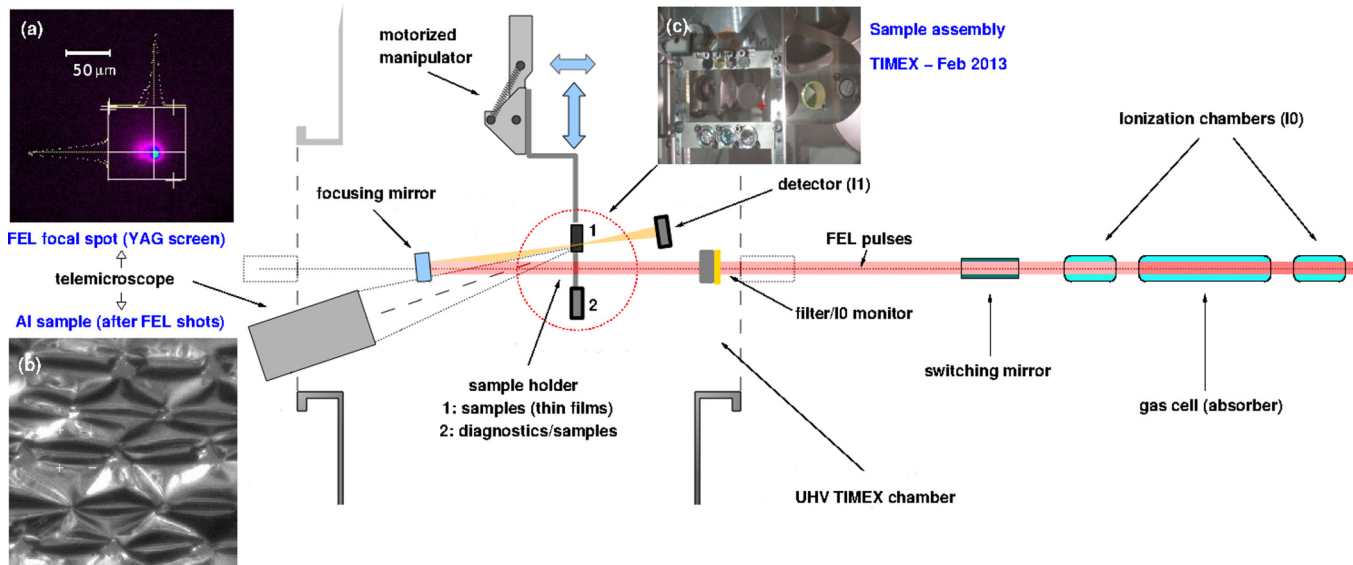 (a)
50 μm
FEL focal spot (YAG screen)
telemicroscope
Al sample (after FEL shots)
(b)
motorized
manipulator
focusing mirror
(c)
Sample assembly
TIMEX – Feb 2013
detector (I1)
1
2
sample holder
1: samples (thin films)
2: diagnostics/samples
FEL pulses
filter/I0 monitor
UHV TIMEX chamber
switching mirror
Ionization chambers (I0)
gas cell (absorber)